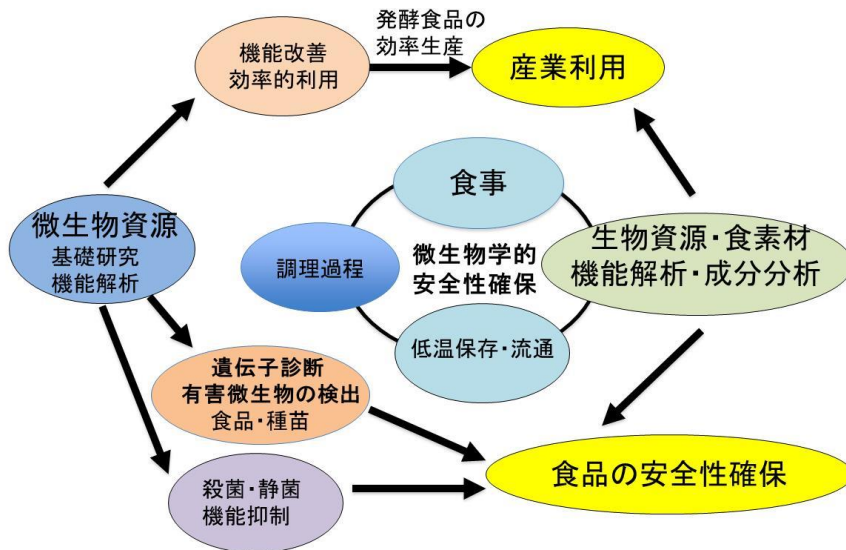 発酵食品の
効率生産
機能改善
効率的利用
産業利用
食事
微生物資源
基礎研究
機能解析
調理過程
微生物学的
安全性確保
生物資源・食素材
機能解析・成分分析
低温保存・流通
遺伝子診断
有害微生物の検出
食品・種苗
食品の安全性確保
殺菌・静菌
機能抑制